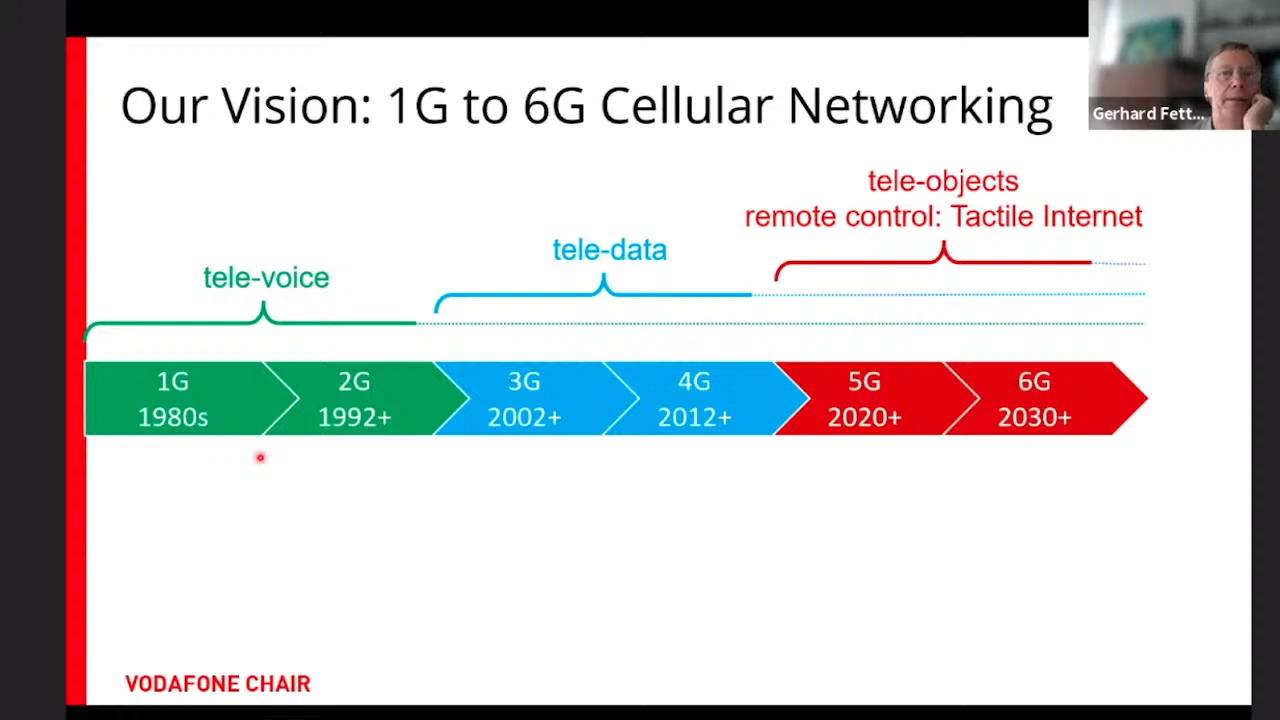 Our Vision: 1G to 6G Cellular Networking
Gerhard Fett...
tele-objects
remote control: Tactile Internet
tele-data
tele-voice
1G
1980s
2G
1992+
3G
2002+
4G
2012+
5G
2020+
6G
2030+
VODAFONE CHAIR